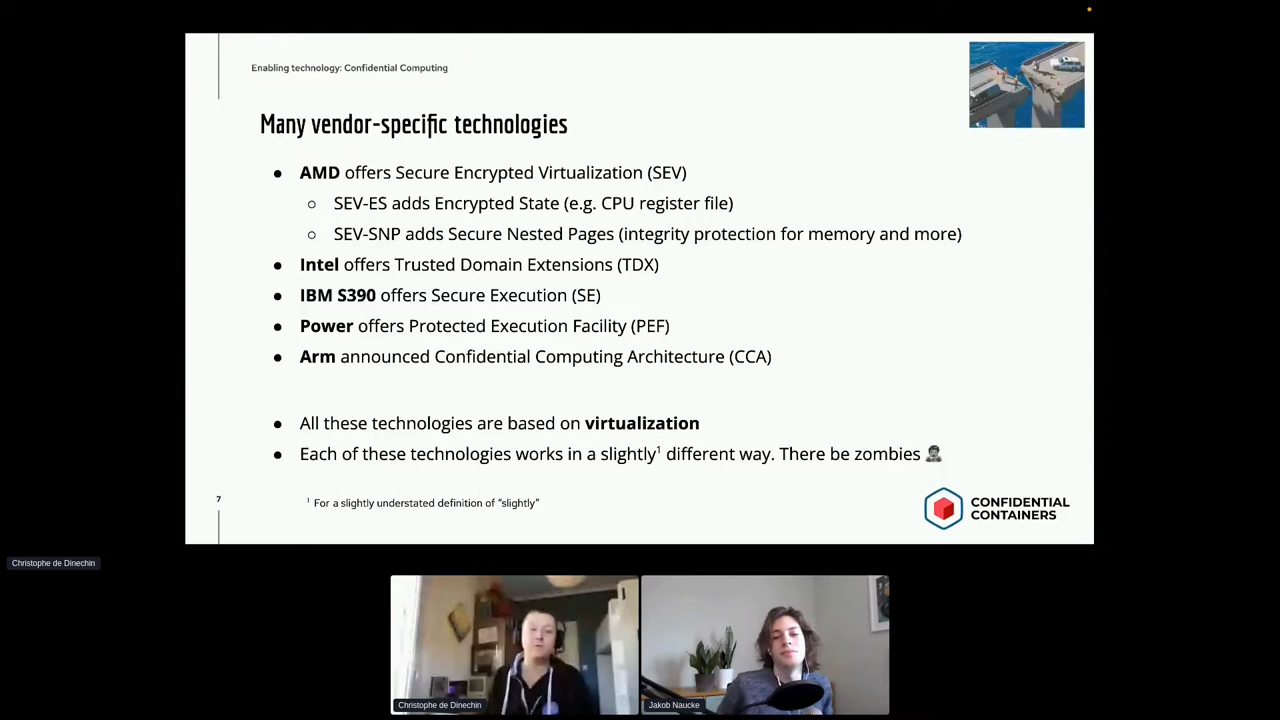 Enabling technology: Confidential Computing
Many vendor-specific technologies
● AMD offers Secure Encrypted Virtualization (SEV)
○ SEV-ES adds Encrypted State (e.g. CPU register file)
○ SEV-SNP adds Secure Nested Pages (integrity protection for memory and more)
● Intel offers Trusted Domain Extensions (TDX)
● IBM S390 offers Secure Execution (SE)
● Power offers Protected Execution Facility (PEF)
● Arm announced Confidential Computing Architecture (CCA)
● All these technologies are based on virtualization
● Each of these technologies works in a slightly¹ different way. There be zombies 🧟
7
¹ For a slightly understated definition of “slightly”
CONFIDENTIAL
CONTAINERS
Christophe de Dinechin
Christophe de Dinechin
Jakob Naucke